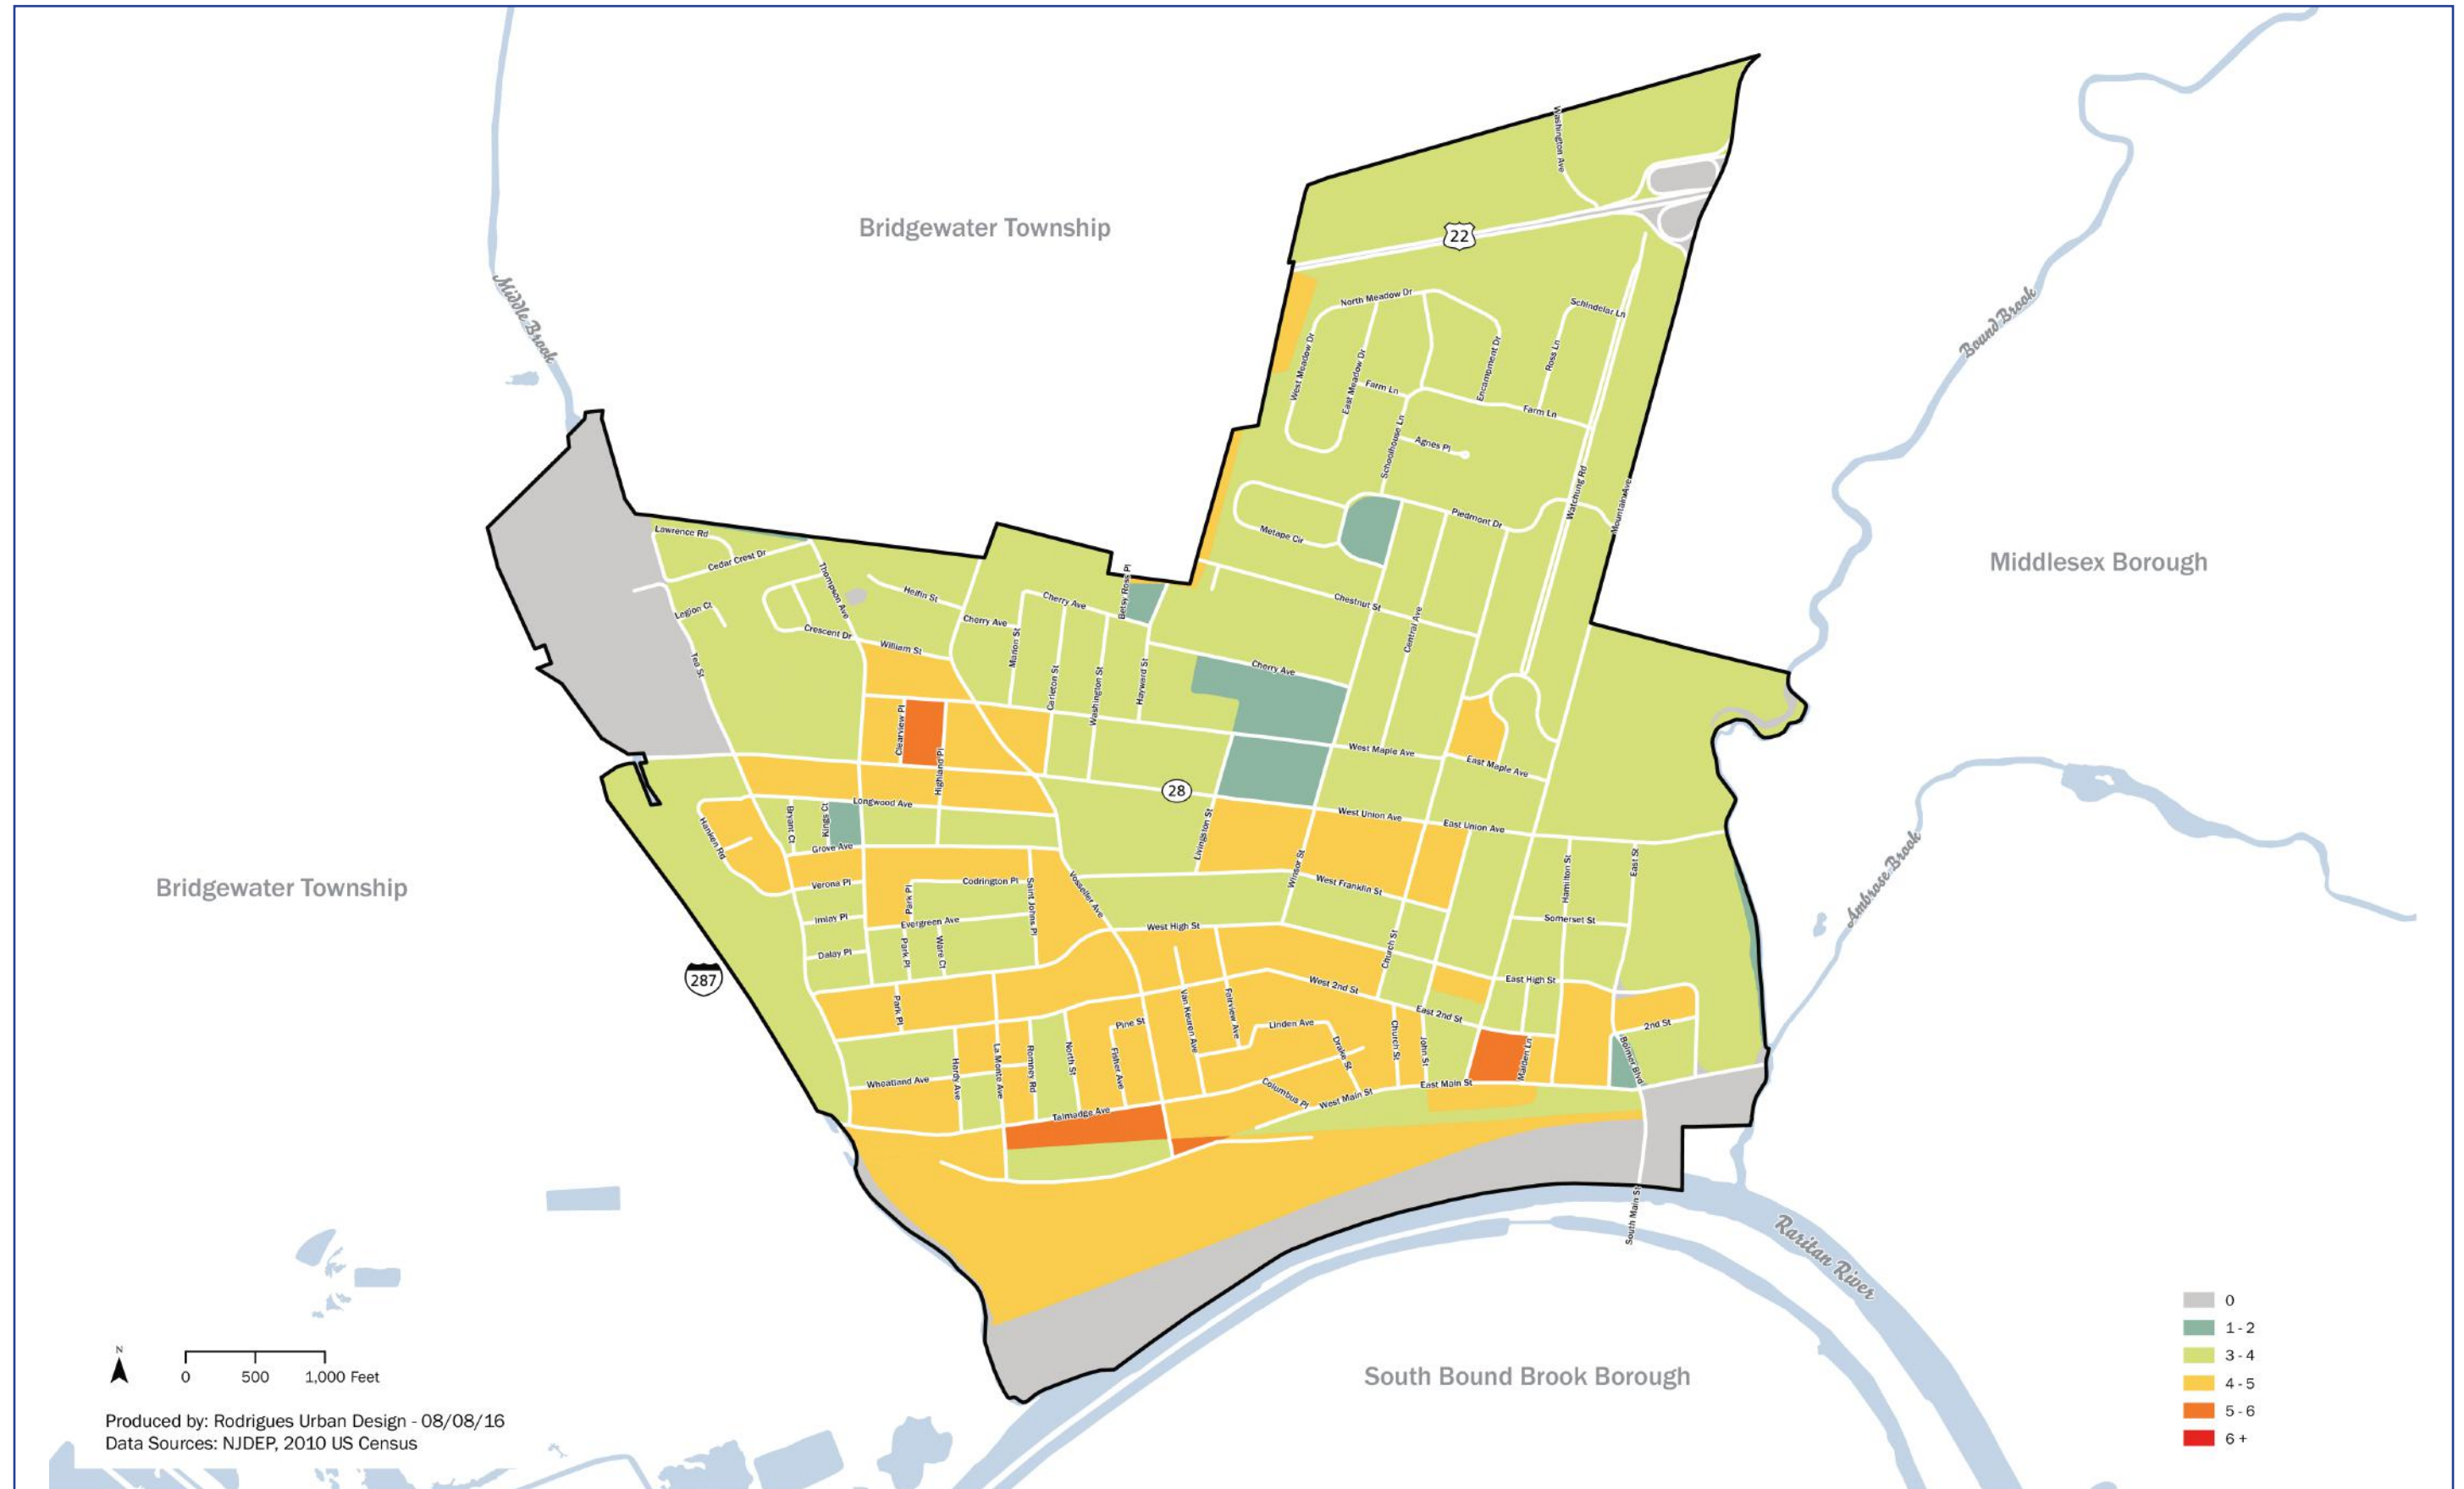 Washington Ave
Bridgewater Township
22
Middle Brook
North Meadow Dr
Schindelar Ln
Bound Brook
West Meadow Dr
East Meadow Dr
Encampment Dr
Ross Ln
Farm Ln
Farm Ln
Schoolhouse Ln
Agnes Pl
Watchung Rd
Mountain Ave
Piedmont Dr
Metape Cir
Lawrence Rd
Cedar Crest Dr
Middlesex Borough
Thompson Ave
Betsy Ross Pl
Heifin St
Cherry Ave
Chestnut St
Legion Ct
Cherry Ave
Central Ave
Crescent Dr
William St
Marion St
Tea St
Cherry Ave
Carleton St
Washington St
Hayward St
Clearview Pl
West Maple Ave
Highland Pl
East Maple Ave
28
Longwood Ave
Bryant Ct
Kings Ct
West Union Ave
East Union Ave
Hanken Rd
Livingston St
Grove Ave
East St
Ambrose Brook
Bridgewater Township
Verona Pl
Codrington Pl
Winsor St
West Franklin St
Hamilton St
Park Pl
Saint Johns Pl
Vosseller Ave
Imlay Pl
Evergreen Ave
Somerset St
West High St
Dalay Pl
Park Pl
Ware Ct
Church St
287
West 2nd St
East High St
Park Pl
Van Keuren Ave
Fairview Ave
East 2nd St
Pine St
Linden Ave
2nd St
Hardy Ave
La Monte Ave
Romney Rd
North St
Fisher Ave
Drake St
Church St
John St
Maiden Ln
Bolmer Blvd
Wheatland Ave
Columbus Pl
West Main St
East Main St
Talmadge Ave
South Main St
Raritan River
South Bound Brook Borough
N
0 500 1,000 Feet
Produced by: Rodrigues Urban Design - 08/08/16
Data Sources: NJDEP, 2010 US Census
0
1 - 2
3 - 4
4 - 5
5 - 6
6 +